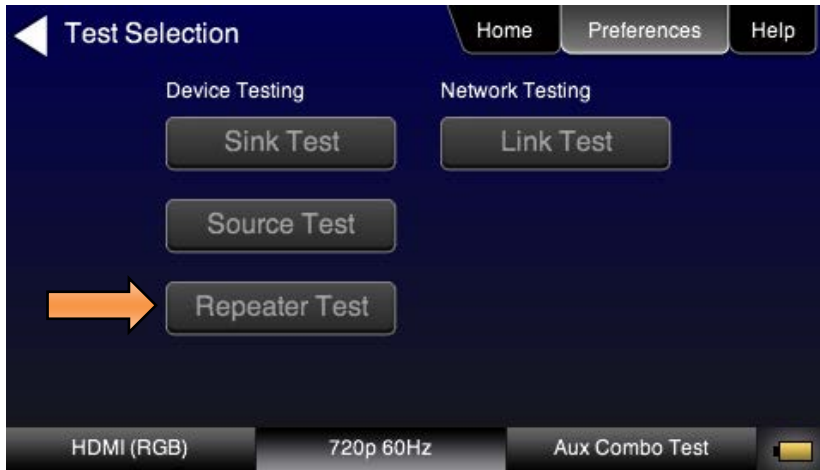 Test Selection
Home
Preferences
Help
Device Testing
Network Testing
Sink Test
Link Test
Source Test
Repeater Test
HDMI (RGB)
720p 60Hz
Aux Combo Test